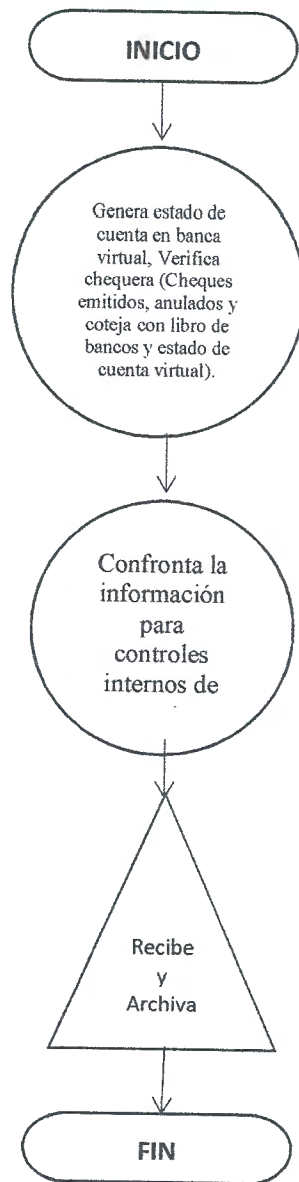 INICIO
Genera estado de
cuenta en banca
virtual, Verifica
chequera (Cheques
emitidos, anulados y
coteja con libro de
bancos y estado de
cuenta virtual).
Confronta la
información
para
controles
internos de
Recibe
y
Archiva
FIN